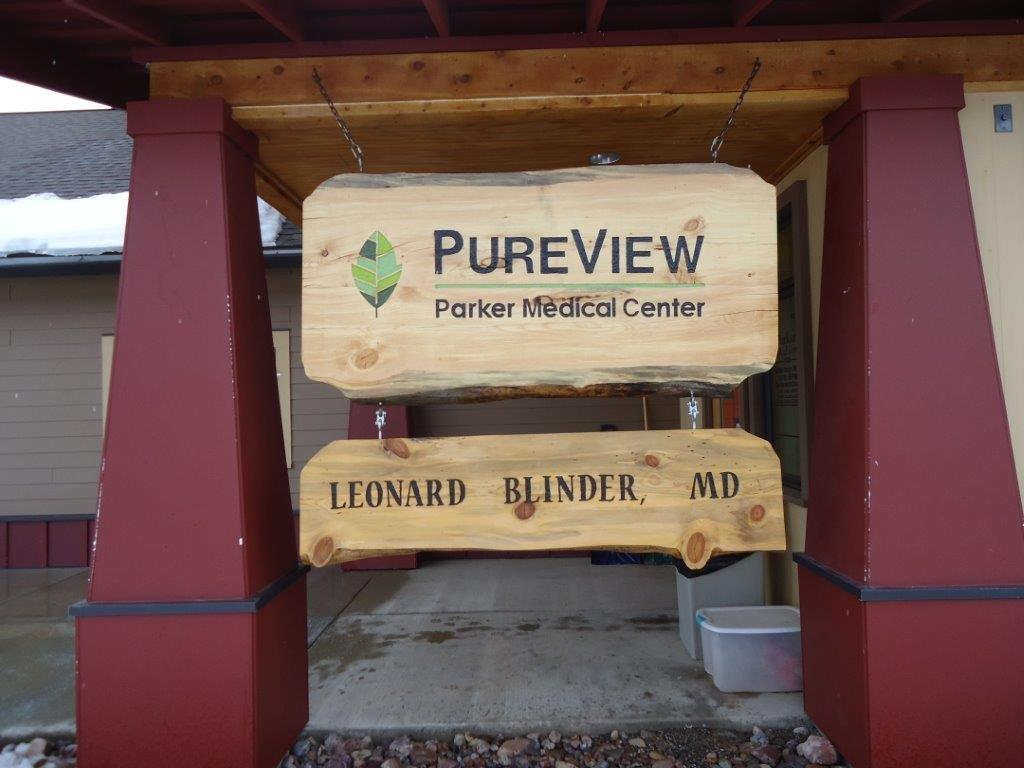 PUREVIEW
Parker Medical Center
LEONARD BLINDER, MD